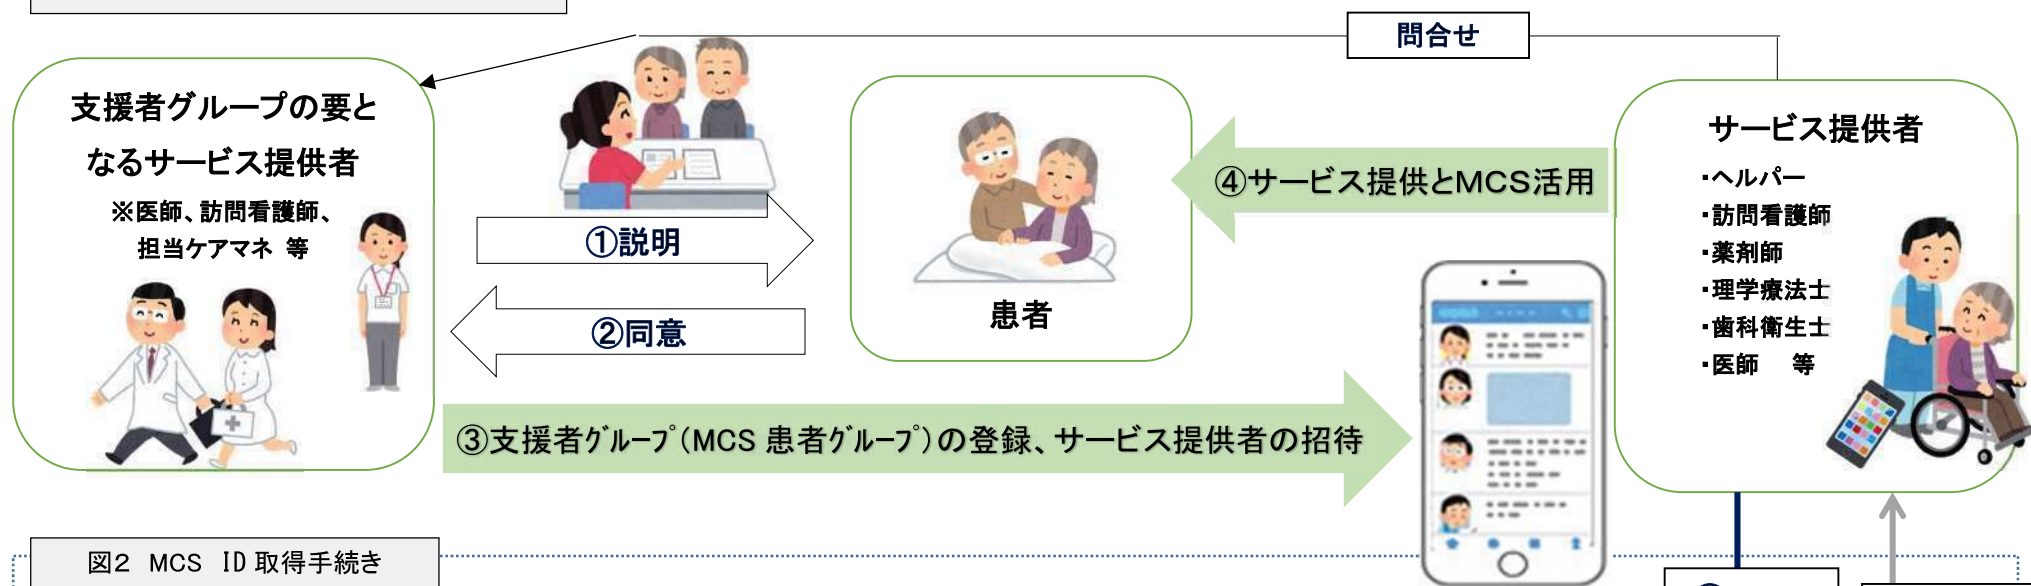 問合せ
支援者グループの要と
なるサービス提供者
※医師、訪問看護師、
担当ケアマネ 等
①説明
②同意
患者
④サービス提供とMCS活用
サービス提供者
・ヘルパー
・訪問看護師
・薬剤師
・理学療法士
・歯科衛生士
・医師　等
③支援者ｸﾞﾙｰﾌﾟ(MCS 患者ｸﾞﾙｰﾌﾟ)の登録、サービス提供者の招待
図2 MCS ID 取得手続き